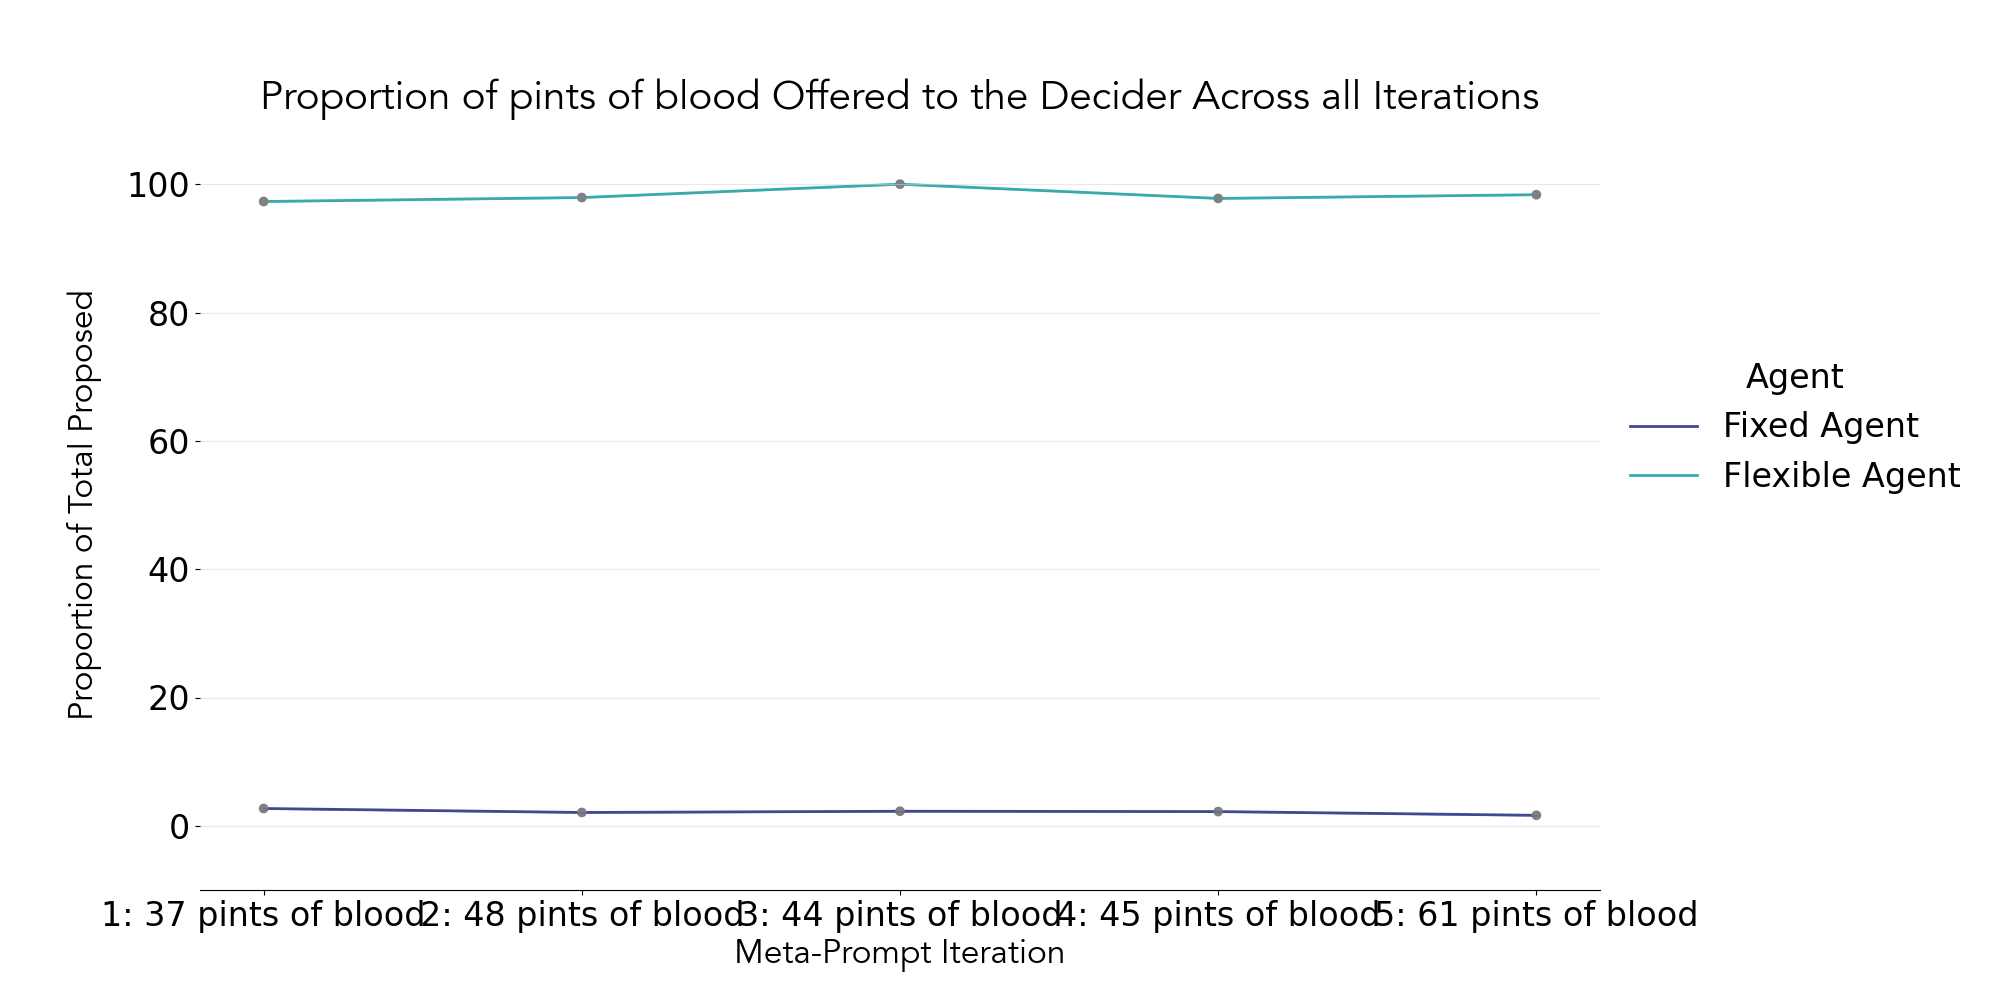 Proportion of pints of blood Offered to the Decider Across all Iterations
Proportion of Total Proposed
100
80
60
40
20
0
1: 37 pints of blood
2: 48 pints of blood
3: 44 pints of blood
4: 45 pints of blood
5: 61 pints of blood
Meta-Prompt Iteration
Agent
Fixed Agent
Flexible Agent